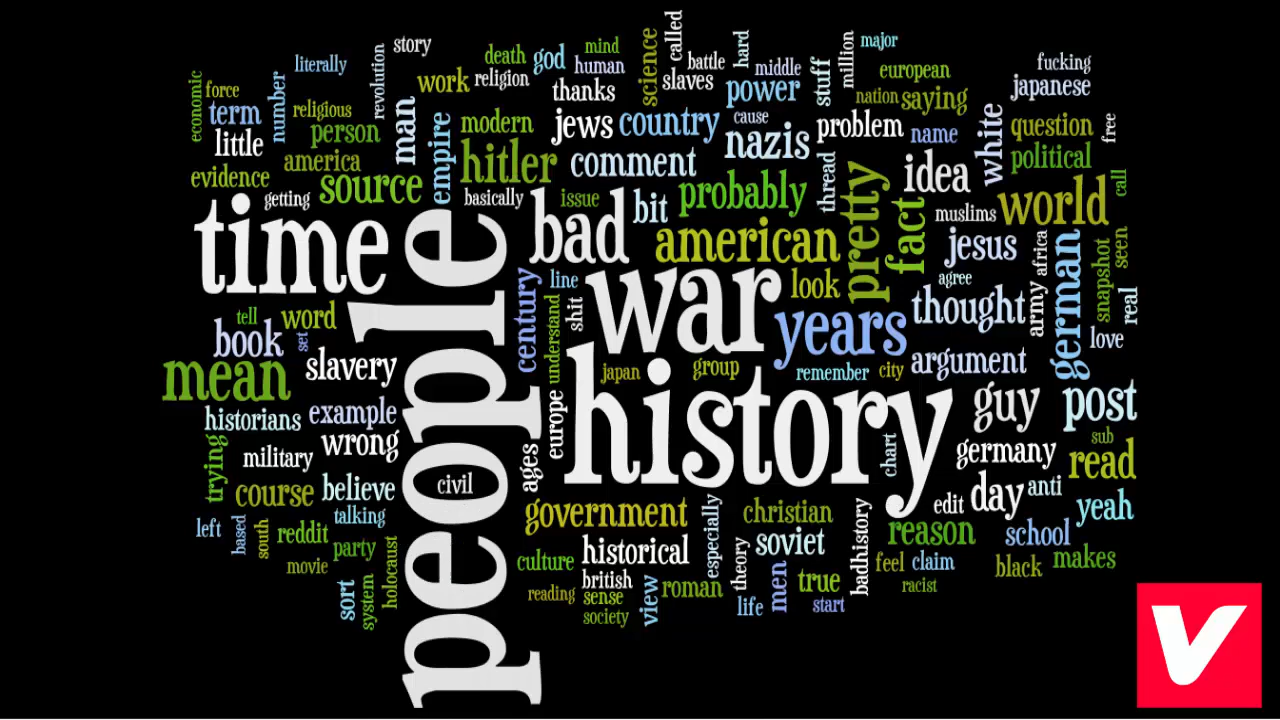 people
history
war
time
bad
years
american
mean
world
hitler
pretty
fact
german
nazis
source
idea
thought
post
guy
day
read
government
probably
comment
country
jews
power
problem
white
jesus
look
argument
book
slavery
wrong
believe
course
historical
soviet
reason
century
empire
man
bit
word
example
historians
military
trying
germany
yeah
school
makes
black
men
true
roman
christian
culture
europe
ages
civil
literally
story
revolution
death
god
mind
human
science
called
battle
hard
million
major
middle
slaves
stuff
european
nation
saying
fucking
japanese
question
free
political
name
cause
thread
call
muslims
africa
agree
army
seen
snapshot
real
love
economic
force
number
term
religious
person
little
america
evidence
getting
work
religion
thanks
modern
basically
issue
line
understand
shit
tell
set
japan
group
remember
city
chart
sub
anti
edit
left
based
south
reddit
talking
party
movie
sort
system
holocaust
british
reading
sense
society
view
especially
theory
life
start
badhistory
feel
claim
racist
V